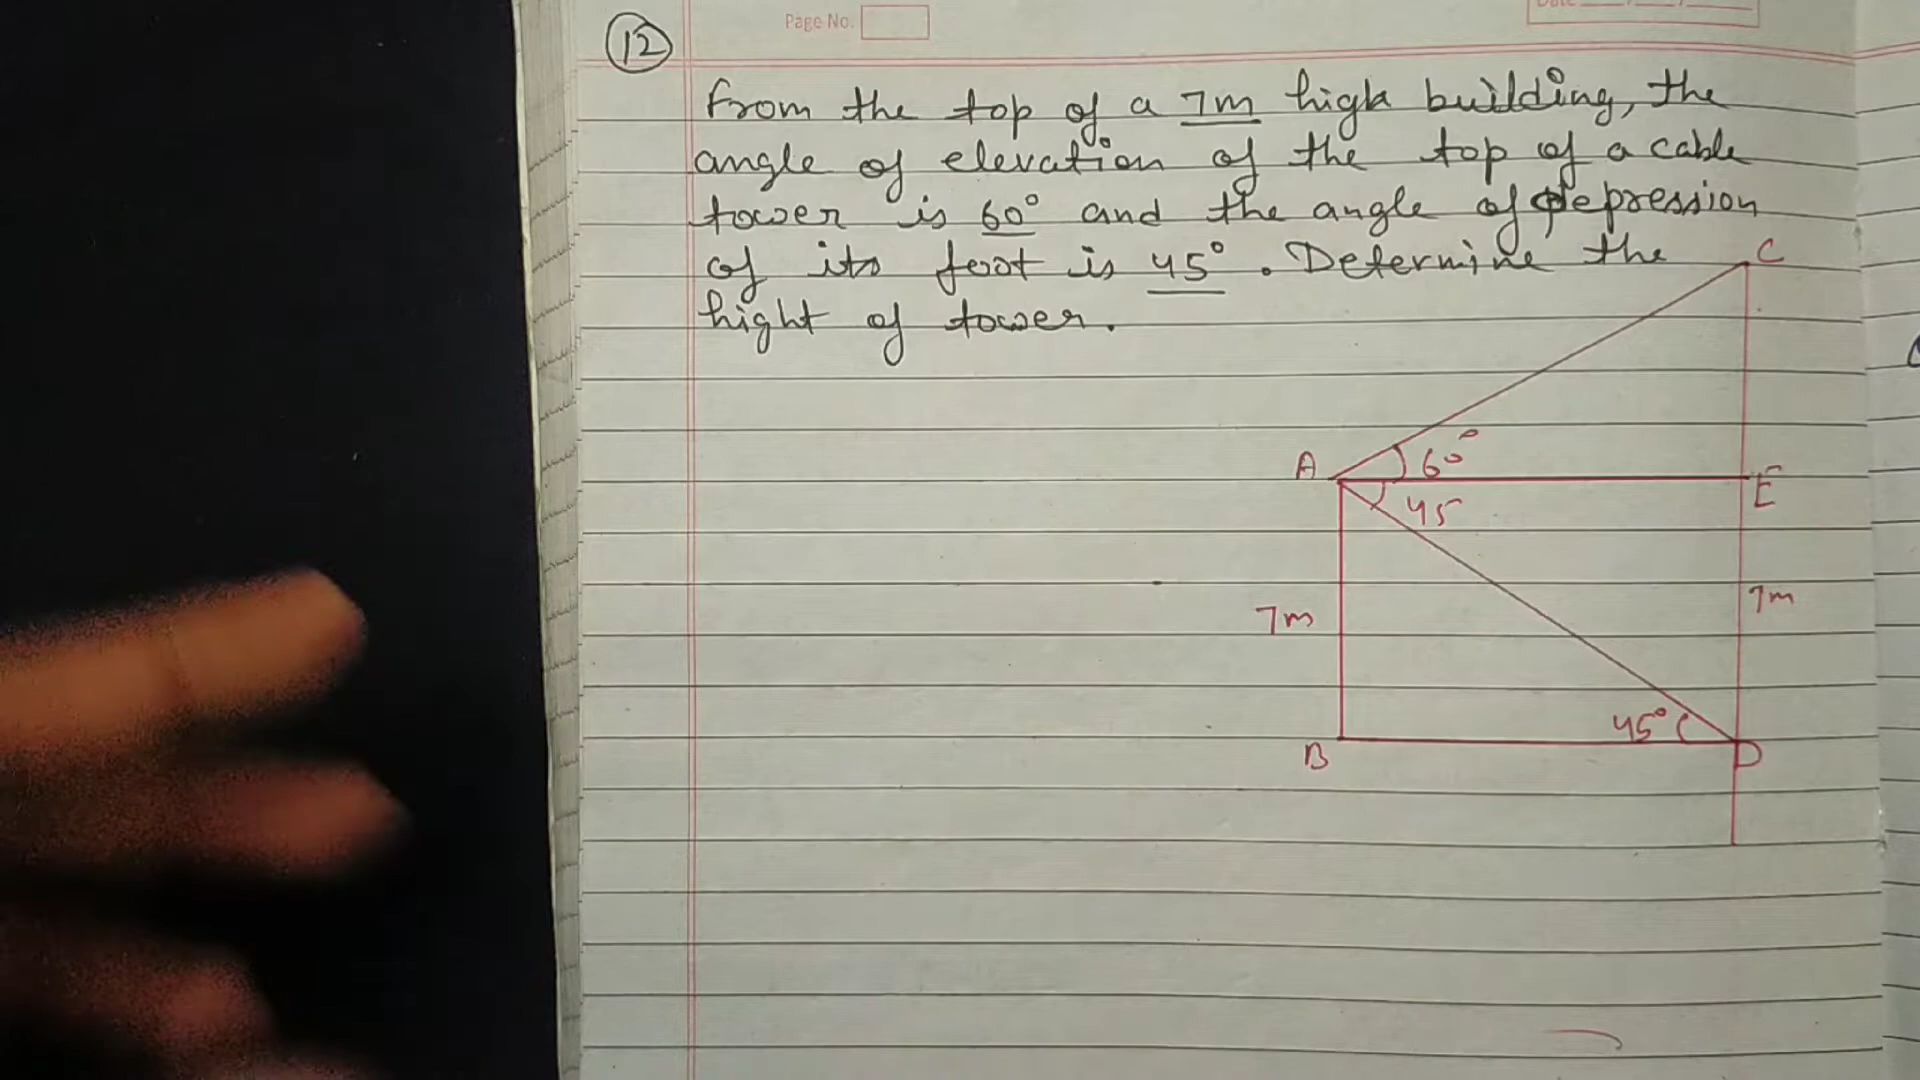 12
Page No.
Date
from the top of a 7m high building, the
angle of elevation of the top of a cable
tower is 60° and the angle of depression
of its foot is 45°. Determine the
hight of tower.
C
A
60°
E
45
7m
7m
45°
B
D